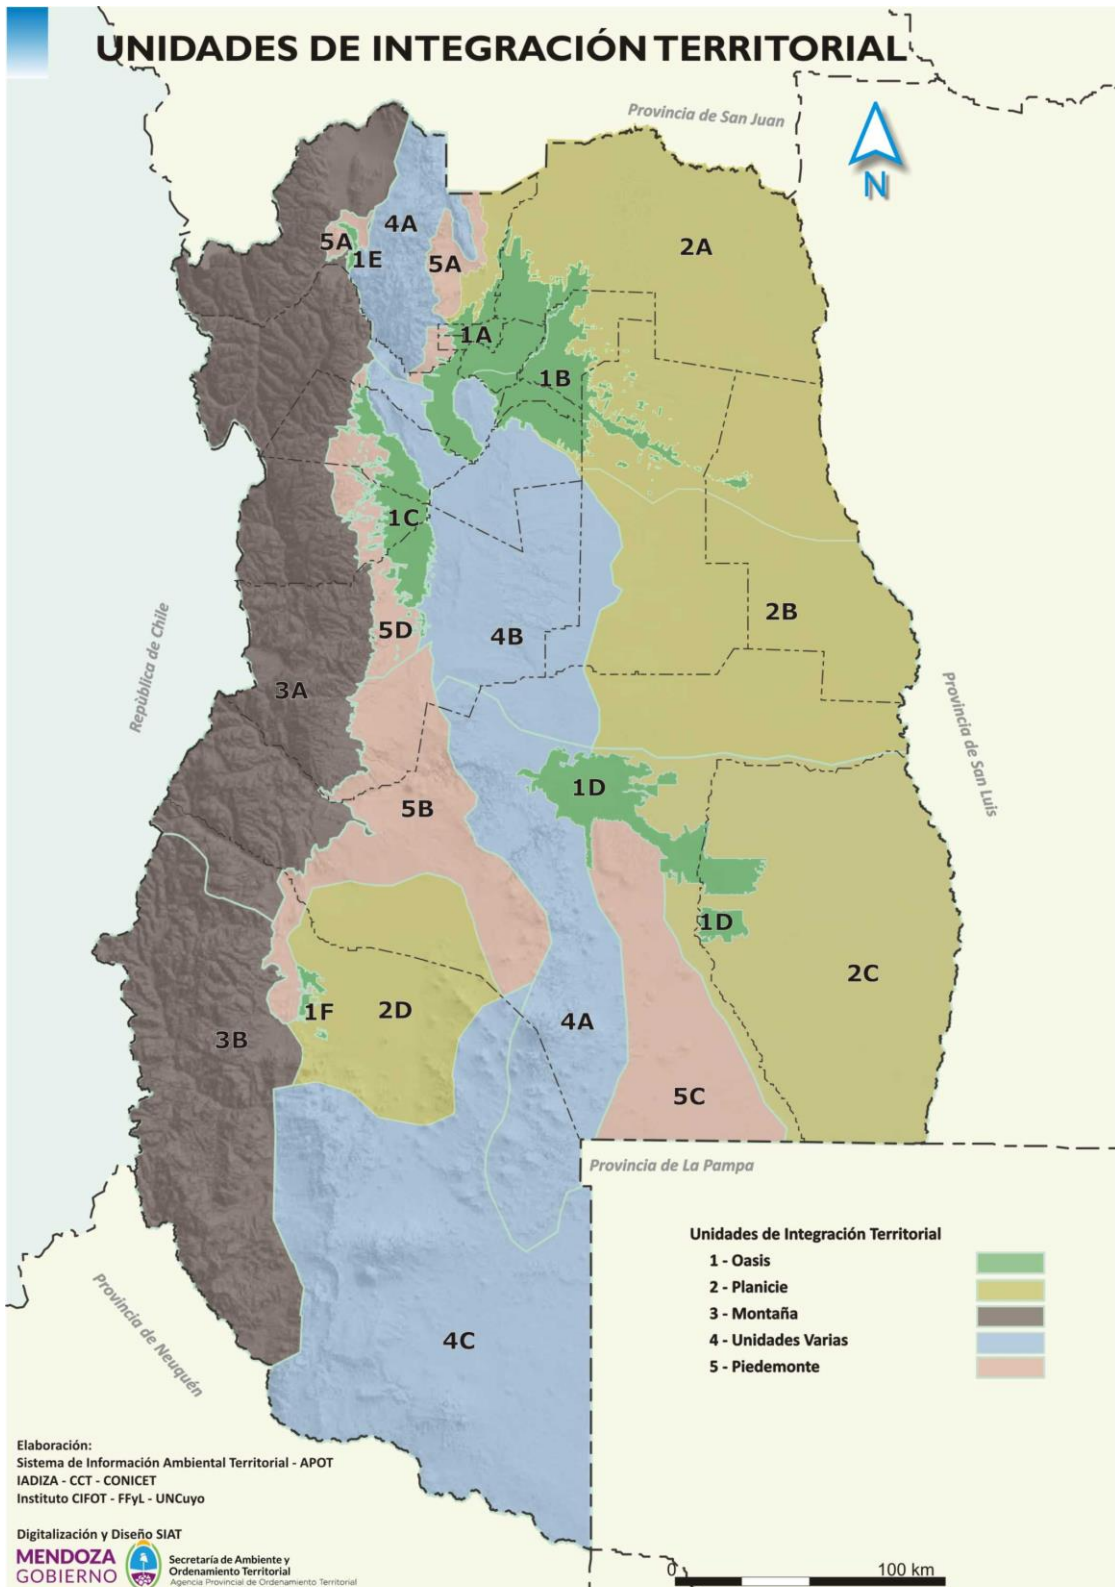 UNIDADES DE INTEGRACIÓN TERRITORIAL
Provincia de San Juan
N
4A
5A
1E
5A
2A
1A
1B
1C
República de Chile
5D
4B
2B
3A
Provincia de San Luis
5B
1D
1D
2C
1F
2D
4A
3B
5C
Provincia de La Pampa
Unidades de Integración Territorial
1 - Oasis
2 - Planicie
3 - Montaña
4 - Unidades Varias
5 - Piedemonte
Provincia de Neuquén
4C
Elaboración:
Sistema de Información Ambiental Territorial - APOT
IADIZA - CCT - CONICET
Instituto CIFOT - FFyL - UNCuyo
Digitalización y Diseño SIAT
MENDOZA
GOBIERNO
Secretaría de Ambiente y
Ordenamiento Territorial
Agencia Provincial de Ordenamiento Territorial
0 100 km